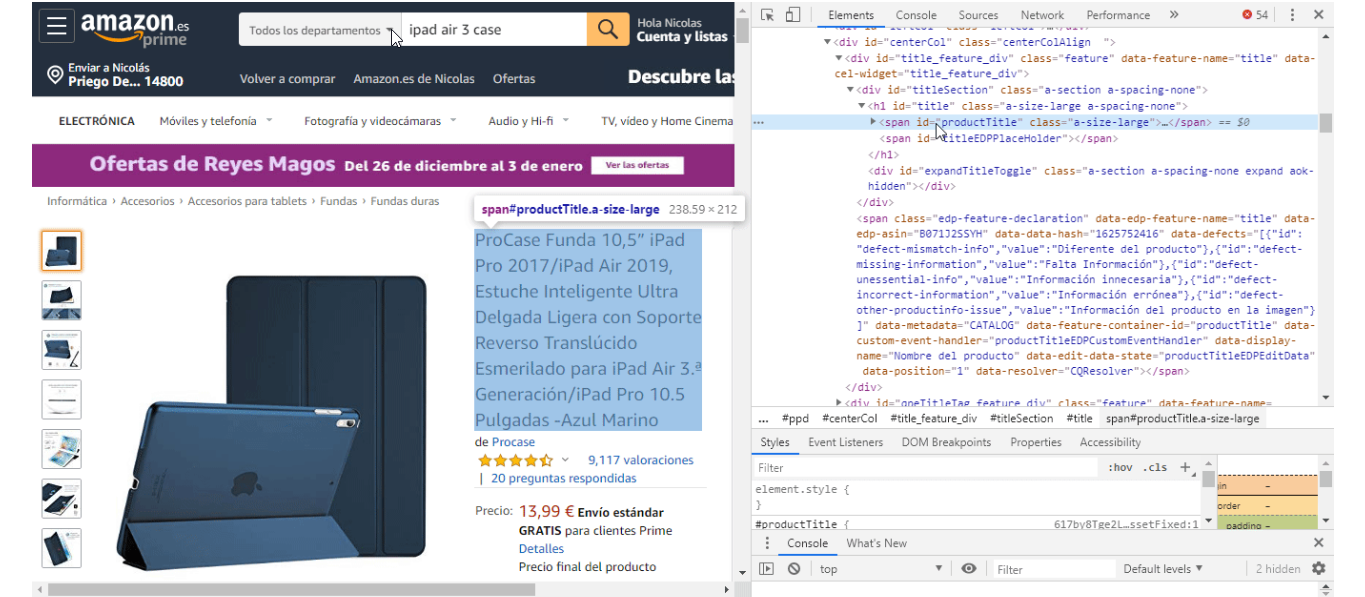 amazon.es
prime
Todos los departamentos
ipad air 3 case
Hola Nicolas
Cuenta y listas
Enviar a Nicolás
Priego De... 14800
Volver a comprar Amazon.es de Nicolas Ofertas
Descubre las
ELECTRÓNICA Móviles y telefonía Fotografía y videocámaras Audio y Hi-fi TV, vídeo y Home Cinema
Ofertas de Reyes Magos Del 26 de diciembre al 3 de enero Ver las ofertas
Informática › Accesorios › Accesorios para tablets › Fundas › Fundas duras
span#productTitle.a-size-large 238.59 × 212
ProCase Funda 10,5” iPad
Pro 2017/iPad Air 2019,
Estuche Inteligente Ultra
Delgada Ligera con Soporte
Reverso Translúcido
Esmerilado para iPad Air 3.ª
Generación/iPad Pro 10.5
Pulgadas -Azul Marino
de Procase
9,117 valoraciones
| 20 preguntas respondidas
Precio: 13,99 € Envío estándar
GRATIS para clientes Prime
Detalles
Precio final del producto
Elements Console Sources Network Performance » 54
<div id="centerCol" class="centerColAlign  ">
<div id="title_feature_div" class="feature" data-feature-name="title" data-
cel-widget="title_feature_div">
<div id="titleSection" class="a-section a-spacing-none">
<h1 id="title" class="a-size-large a-spacing-none">
… <span id="productTitle" class="a-size-large">…</span> == $0
<span id="titleEDPPlaceHolder"></span>
</h1>
<div id="expandTitleToggle" class="a-section a-spacing-none expand aok-
hidden"></div>
</div>
<span class="edp-feature-declaration" data-edp-feature-name="title" data-
edp-asin="B071J2SSYH" data-data-hash="1625752416" data-defects="[{"id":
"defect-mismatch-info","value":"Diferente del producto"},{"id":"defect-
missing-information","value":"Falta Información"},{"id":"defect-
unessential-info","value":"Información innecesaria"},{"id":"defect-
incorrect-information","value":"Información errónea"},{"id":"defect-
other-productinfo-issue","value":"Información del producto en la imagen"}
]" data-metadata="CATALOG" data-feature-container-id="productTitle" data-
custom-event-handler="productTitleEDPCustomEventHandler" data-display-
name="Nombre del producto" data-edit-data-state="productTitleEDPEditData"
data-position="1" data-resolver="CQResolver"></span>
</div>
... #ppd #centerCol #title_feature_div #titleSection #title span#productTitle.a-size-large
Styles Event Listeners DOM Breakpoints Properties Accessibility
Filter :hov .cls +
element.style {
}
#productTitle { 617by8Tge2L…ssetFixed:1
order –
padding –
Console What's New
top Filter Default levels 2 hidden